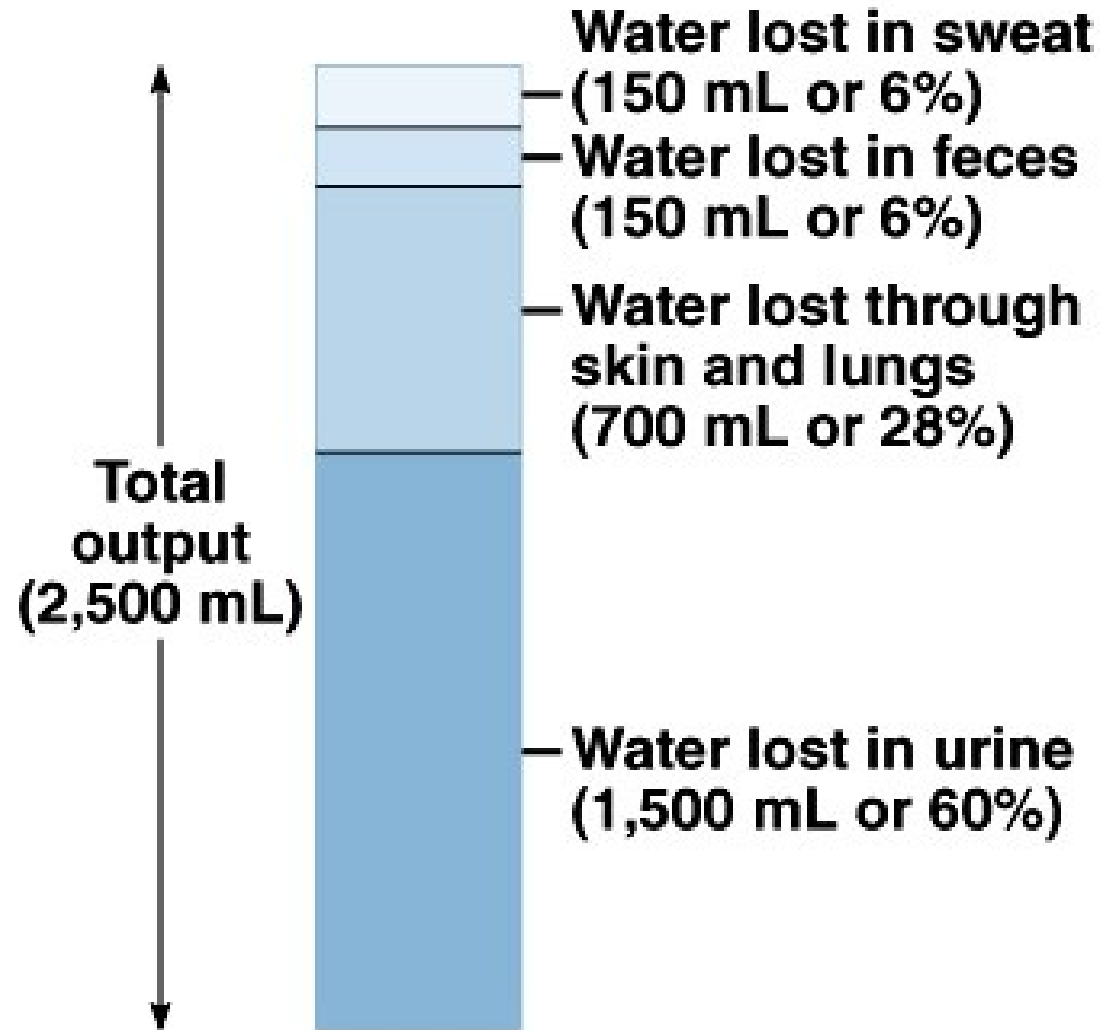 Water lost in sweat
(150 mL or 6%)
Water lost in feces
(150 mL or 6%)
Water lost through
skin and lungs
(700 mL or 28%)
Total
output
(2,500 mL)
Water lost in urine
(1,500 mL or 60%)